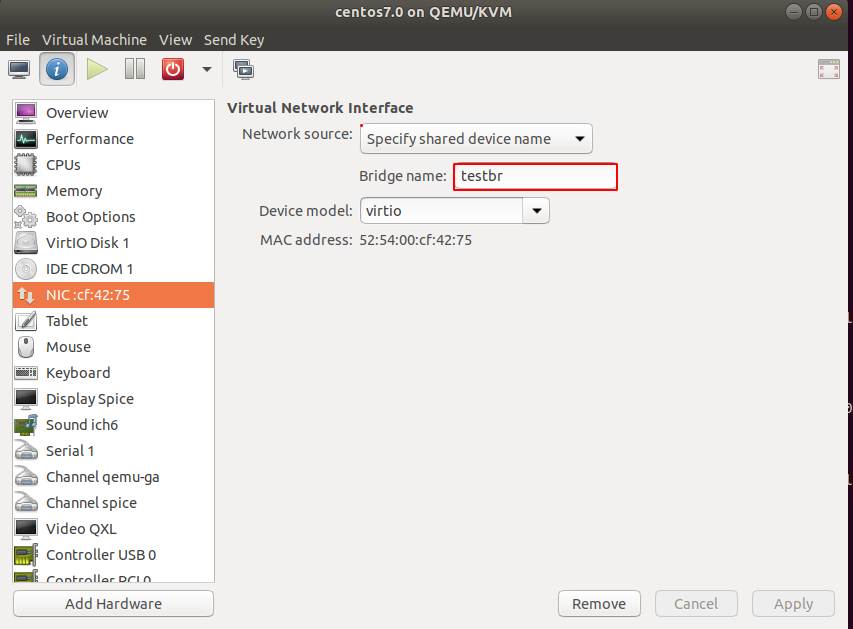 centos7.0 on QEMU/KVM
File Virtual Machine View Send Key
Overview
Performance
CPUs
Memory
Boot Options
VirtIO Disk 1
IDE CDROM 1
NIC :cf:42:75
Tablet
Mouse
Keyboard
Display Spice
Sound ich6
Serial 1
Channel qemu-ga
Channel spice
Video QXL
Controller USB 0
Controller PCI 0
Add Hardware
Virtual Network Interface
Network source: Specify shared device name
Bridge name: testbr
Device model: virtio
MAC address: 52:54:00:cf:42:75
Remove Cancel Apply